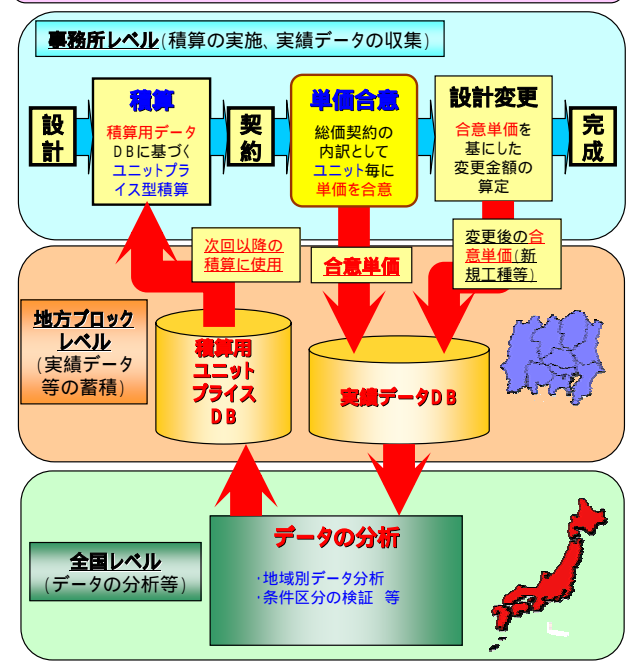 事務所レベル(積算の実施、実績データの収集)
設
計
積算
積算用データ
DBに基づく
ユニットプラ
イス型積算
契
約
単価合意
総価契約の
内訳として
ユニット毎に
単価を合意
設計変更
合意単価を
基にした
変更金額の
算定
完
成
次回以降の
積算に使用
合意単価
変更後の合
意単価(新
規工種等)
地方ブロック
レベル
(実績データ
等の蓄積)
積算用
ユニット
プライス
DB
実績データDB
全国レベル
(データの分析等)
データの分析
・地域別データ分析
・条件区分の検証 等